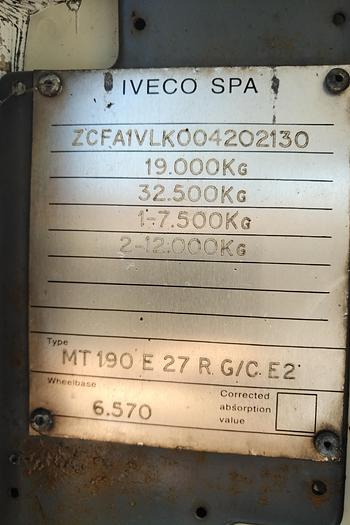 IVECO SPA
ZCFA1VLK004202130
19.000KG
32.500KG
1-7.500KG
2-12.000KG
Type
MT 190 E 27 R G/C E2
Wheelbase
6.570
Corrected
absorption
value